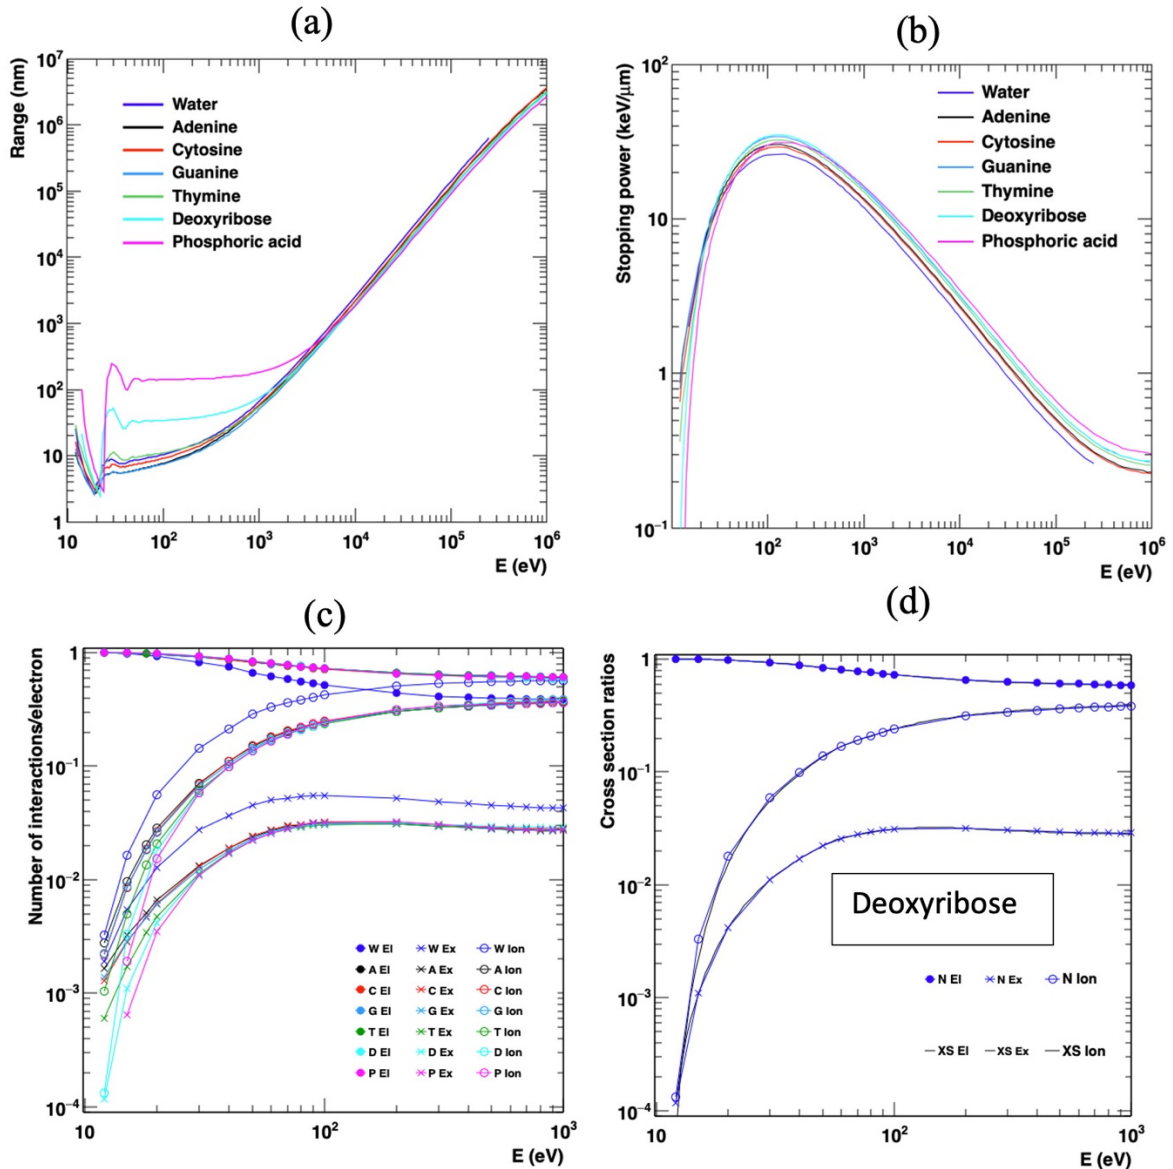 (a)
(b)
Range (nm)
10⁷
10⁶
10⁵
10⁴
10³
10²
10
1
Water
Adenine
Cytosine
Guanine
Thymine
Deoxyribose
Phosphoric acid
10
10²
10³
10⁴
10⁵
10⁶
E (eV)
Stopping power (keV/μm)
10²
10
1
10⁻¹
Water
Adenine
Cytosine
Guanine
Thymine
Deoxyribose
Phosphoric acid
10²
10³
10⁴
10⁵
10⁶
E (eV)
(c)
(d)
Number of interactions/electron
1
10⁻¹
10⁻²
10⁻³
10⁻⁴
W El W Ex W Ion
A El A Ex A Ion
C El C Ex C Ion
G El G Ex G Ion
T El T Ex T Ion
D El D Ex D Ion
P El P Ex P Ion
10
10²
10³
E (eV)
Cross section ratios
1
10⁻¹
10⁻²
10⁻³
10⁻⁴
Deoxyribose
N El N Ex N Ion
XS El XS Ex XS Ion
10
10²
10³
E (eV)